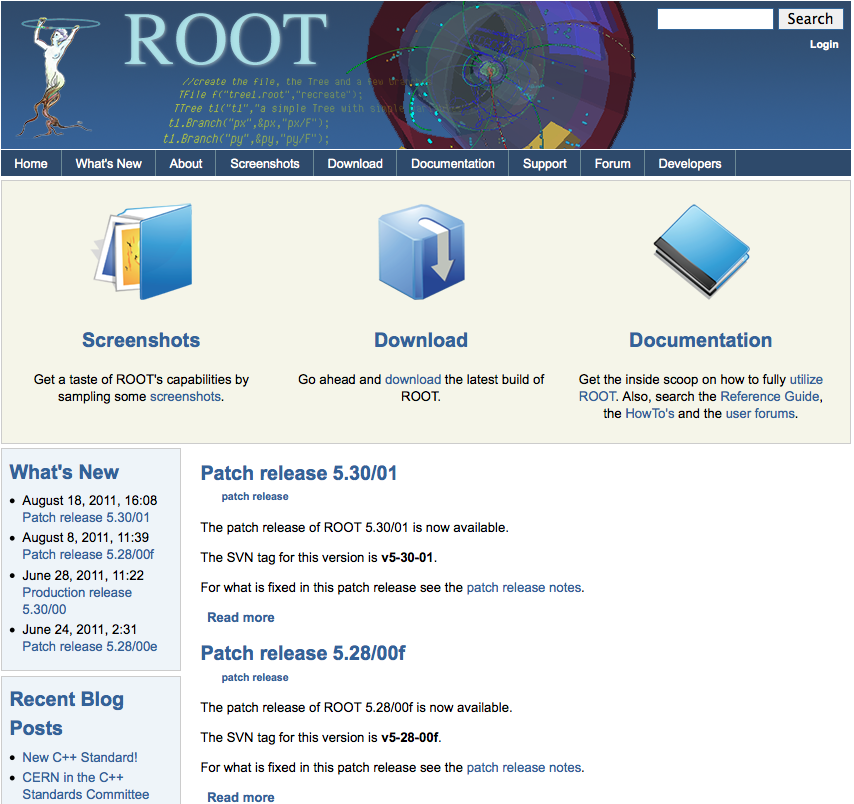 ROOT
Search
Login
//create the file, the Tree and a few branches
TFile f("tree1.root","recreate");
TTree t1("t1","a simple Tree with simple
t1.Branch("px",&px,"px/F");
t1.Branch("py",&py,"py/F");
Home What's New About Screenshots Download Documentation Support Forum Developers
Screenshots
Get a taste of ROOT's capabilities by
sampling some screenshots.
Download
Go ahead and download the latest build of
ROOT.
Documentation
Get the inside scoop on how to fully utilize
ROOT. Also, search the Reference Guide,
the HowTo's and the user forums.
What's New
August 18, 2011, 16:08
Patch release 5.30/01
August 8, 2011, 11:39
Patch release 5.28/00f
June 28, 2011, 11:22
Production release
5.30/00
June 24, 2011, 2:31
Patch release 5.28/00e
Recent Blog
Posts
New C++ Standard!
CERN in the C++
Standards Committee
Patch release 5.30/01
patch release
The patch release of ROOT 5.30/01 is now available.
The SVN tag for this version is v5-30-01.
For what is fixed in this patch release see the patch release notes.
Read more
Patch release 5.28/00f
patch release
The patch release of ROOT 5.28/00f is now available.
The SVN tag for this version is v5-28-00f.
For what is fixed in this patch release see the patch release notes.
Read more